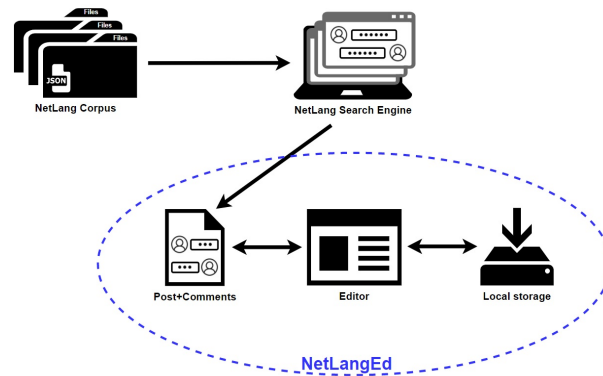 Files
Files
Files
JSON
NetLang Corpus
NetLang Search Engine
Post+Comments
Editor
Local storage
NetLangEd